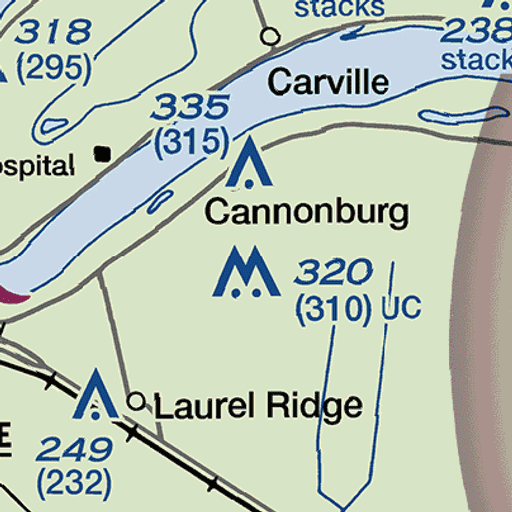 stacks
318
(295)
238
stack
Carville
335
(315)
ospital
Cannonburg
320
(310) UC
Laurel Ridge
E
249
(232)